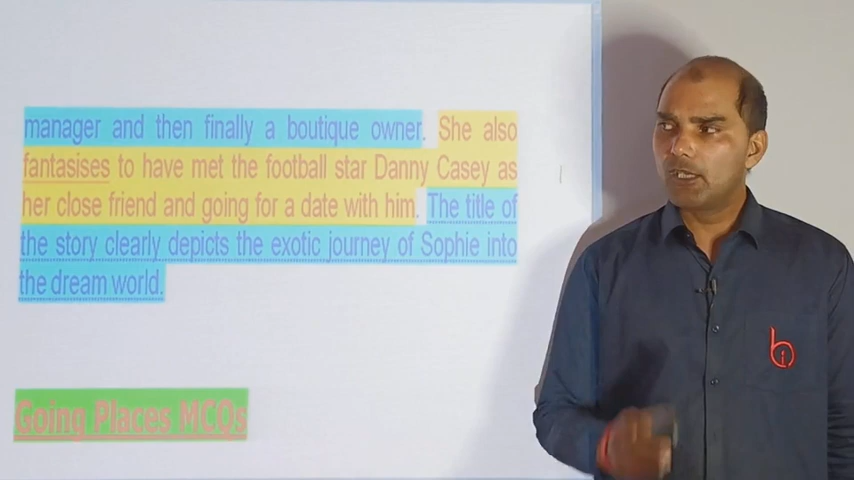 manager and then finally a boutique owner. She also
fantasises to have met the football star Danny Casey as
her close friend and going for a date with him. The title of
the story clearly depicts the exotic journey of Sophie into
the dream world.
Going Places MCQs